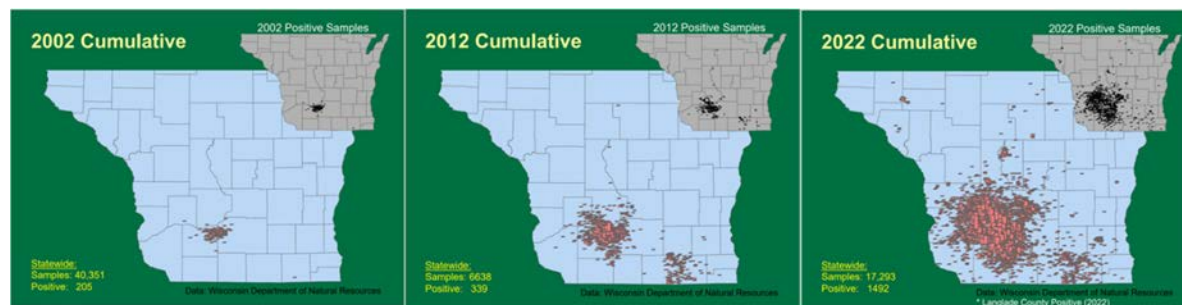 2002 Positive Samples
2002 Cumulative
Statewide:
Samples: 40,351
Positive: 205
Data: Wisconsin Department of Natural Resources
2012 Positive Samples
2012 Cumulative
Statewide:
Samples: 6638
Positive: 339
Data: Wisconsin Department of Natural Resources
2022 Positive Samples
2022 Cumulative
Statewide:
Samples: 17,293
Positive: 1492
Data: Wisconsin Department of Natural Resources
* Langlade County Positive (2022)